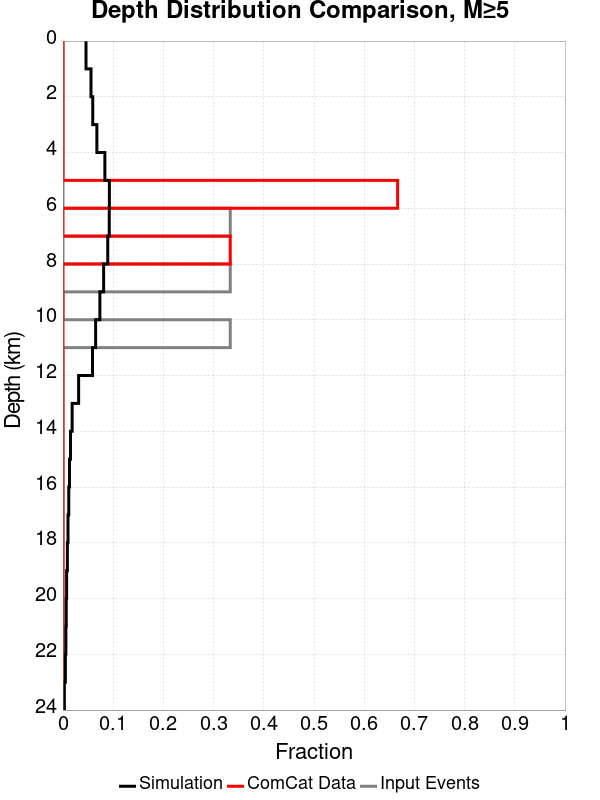 Depth Distribution Comparison, M≥5
0
2
4
6
8
10
12
14
16
18
20
22
24
Depth (km)
0 0.1 0.2 0.3 0.4 0.5 0.6 0.7 0.8 0.9 1
Fraction
Simulation ComCat Data Input Events